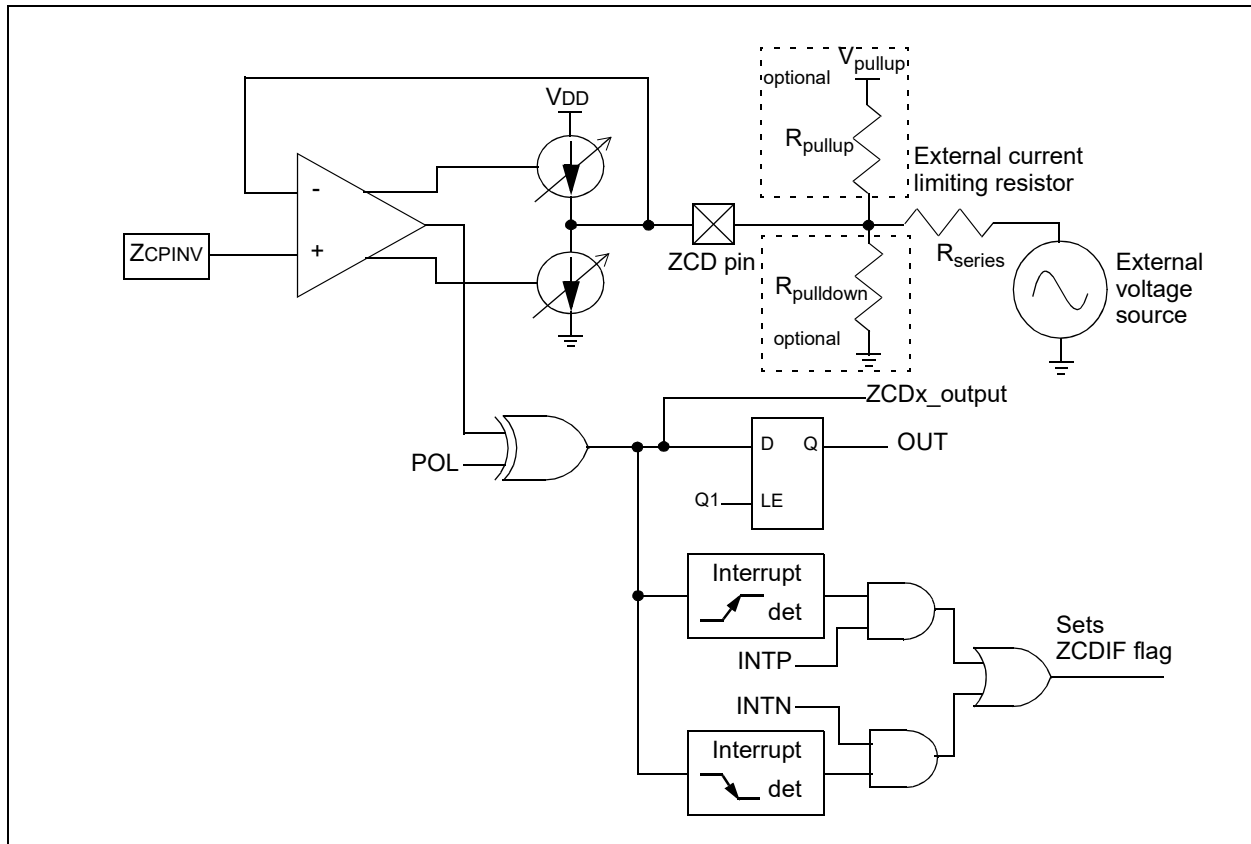 optional
Vpullup
VDD
Rpullup
External current
limiting resistor
-
+
ZCPINV
ZCD pin
Rseries
Rpulldown
optional
External
voltage
source
ZCDx_output
POL
D
Q
OUT
Q1
LE
Interrupt
det
INTP
Sets
ZCDIF flag
INTN
Interrupt
det